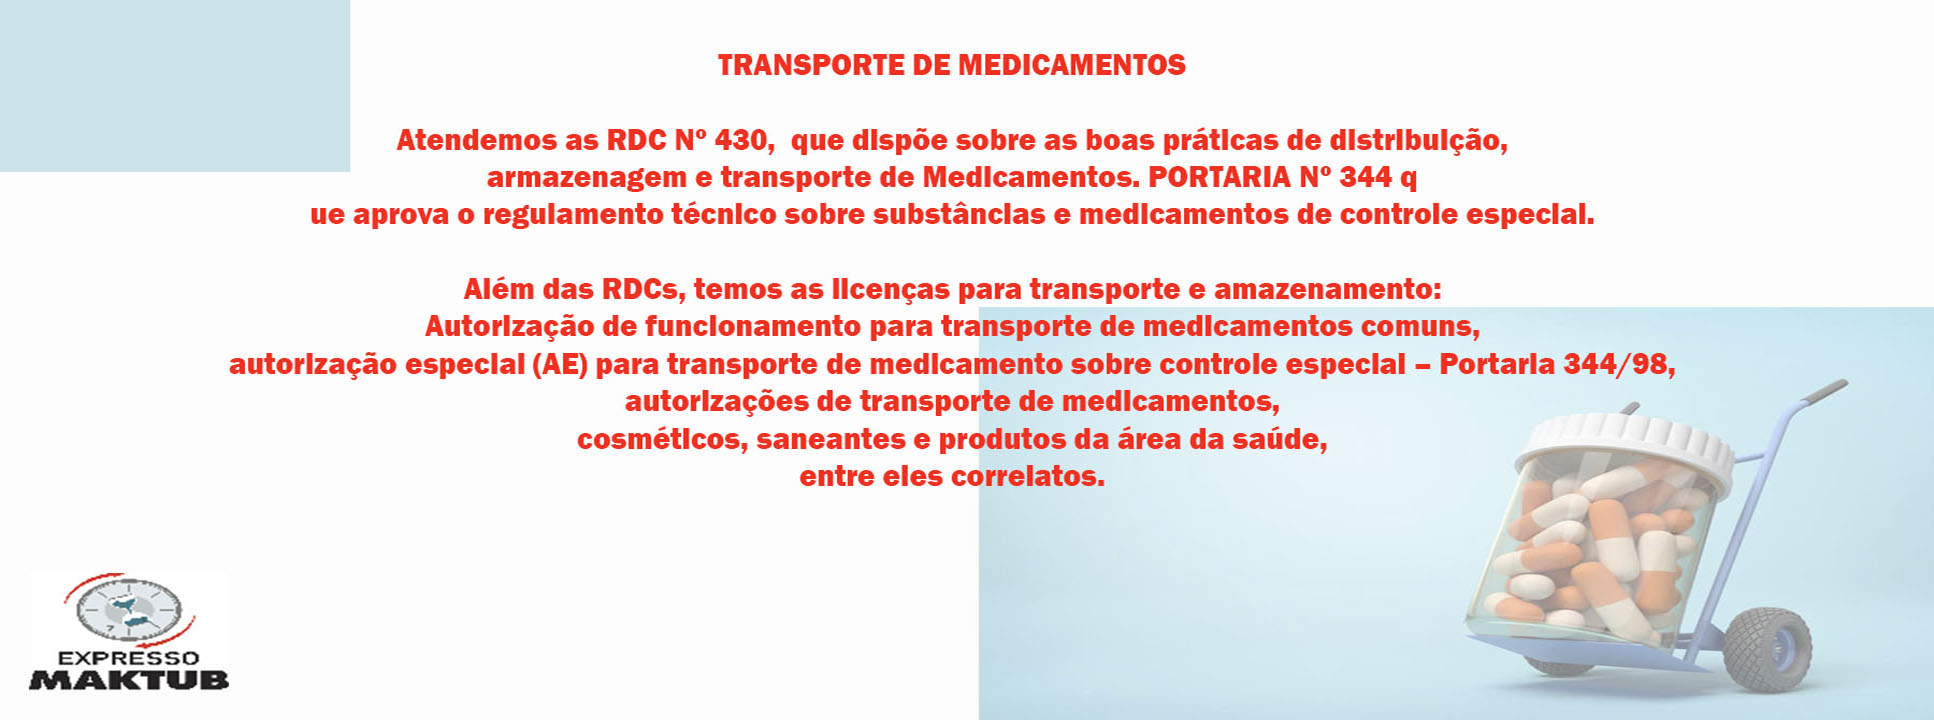 TRANSPORTE DE MEDICAMENTOS
Atendemos as RDC Nº 430, que dispõe sobre as boas práticas de distribuição,
armazenagem e transporte de Medicamentos. PORTARIA Nº 344 q
ue aprova o regulamento técnico sobre substâncias e medicamentos de controle especial.
Além das RDCs, temos as licenças para transporte e amazenamento:
Autorização de funcionamento para transporte de medicamentos comuns,
autorização especial (AE) para transporte de medicamento sobre controle especial – Portaria 344/98,
autorizações de transporte de medicamentos,
cosméticos, saneantes e produtos da área da saúde,
entre eles correlatos.
7
EXPRESSO
MAKTUB